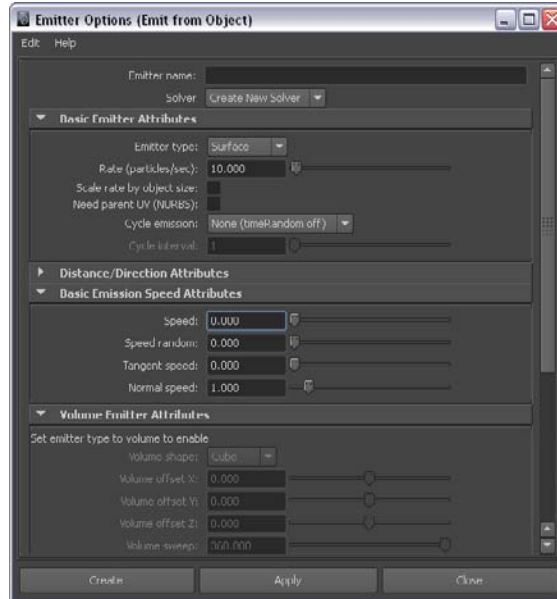 Emitter Options (Emit from Object)
Edit Help
Emitter name:
Solver Create New Solver
Basic Emitter Attributes
Emitter type: Surface
Rate (particles/sec): 10.000
Scale rate by object size:
Need parent UV (NURBS):
Cycle emission: None (timeRandom off)
Cycle interval: 1
Distance/Direction Attributes
Basic Emission Speed Attributes
Speed: 0.000
Speed random: 0.000
Tangent speed: 0.000
Normal speed: 1.000
Volume Emitter Attributes
Set emitter type to volume to enable
Volume shape: Cube
Volume offset X: 0.000
Volume offset Y: 0.000
Volume offset Z: 0.000
Volume sweep: 360.000
Create Apply Close